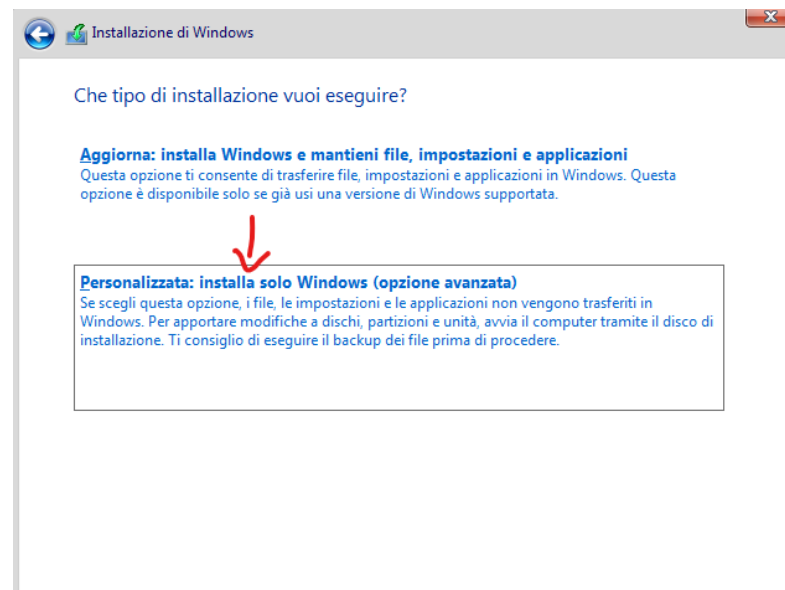 Installazione di Windows
Che tipo di installazione vuoi eseguire?
Aggiorna: installa Windows e mantieni file, impostazioni e applicazioni
Questa opzione ti consente di trasferire file, impostazioni e applicazioni in Windows. Questa
opzione è disponibile solo se già usi una versione di Windows supportata.
Personalizzata: installa solo Windows (opzione avanzata)
Se scegli questa opzione, i file, le impostazioni e le applicazioni non vengono trasferiti in
Windows. Per apportare modifiche a dischi, partizioni e unità, avvia il computer tramite il disco di
installazione. Ti consiglio di eseguire il backup dei file prima di procedere.